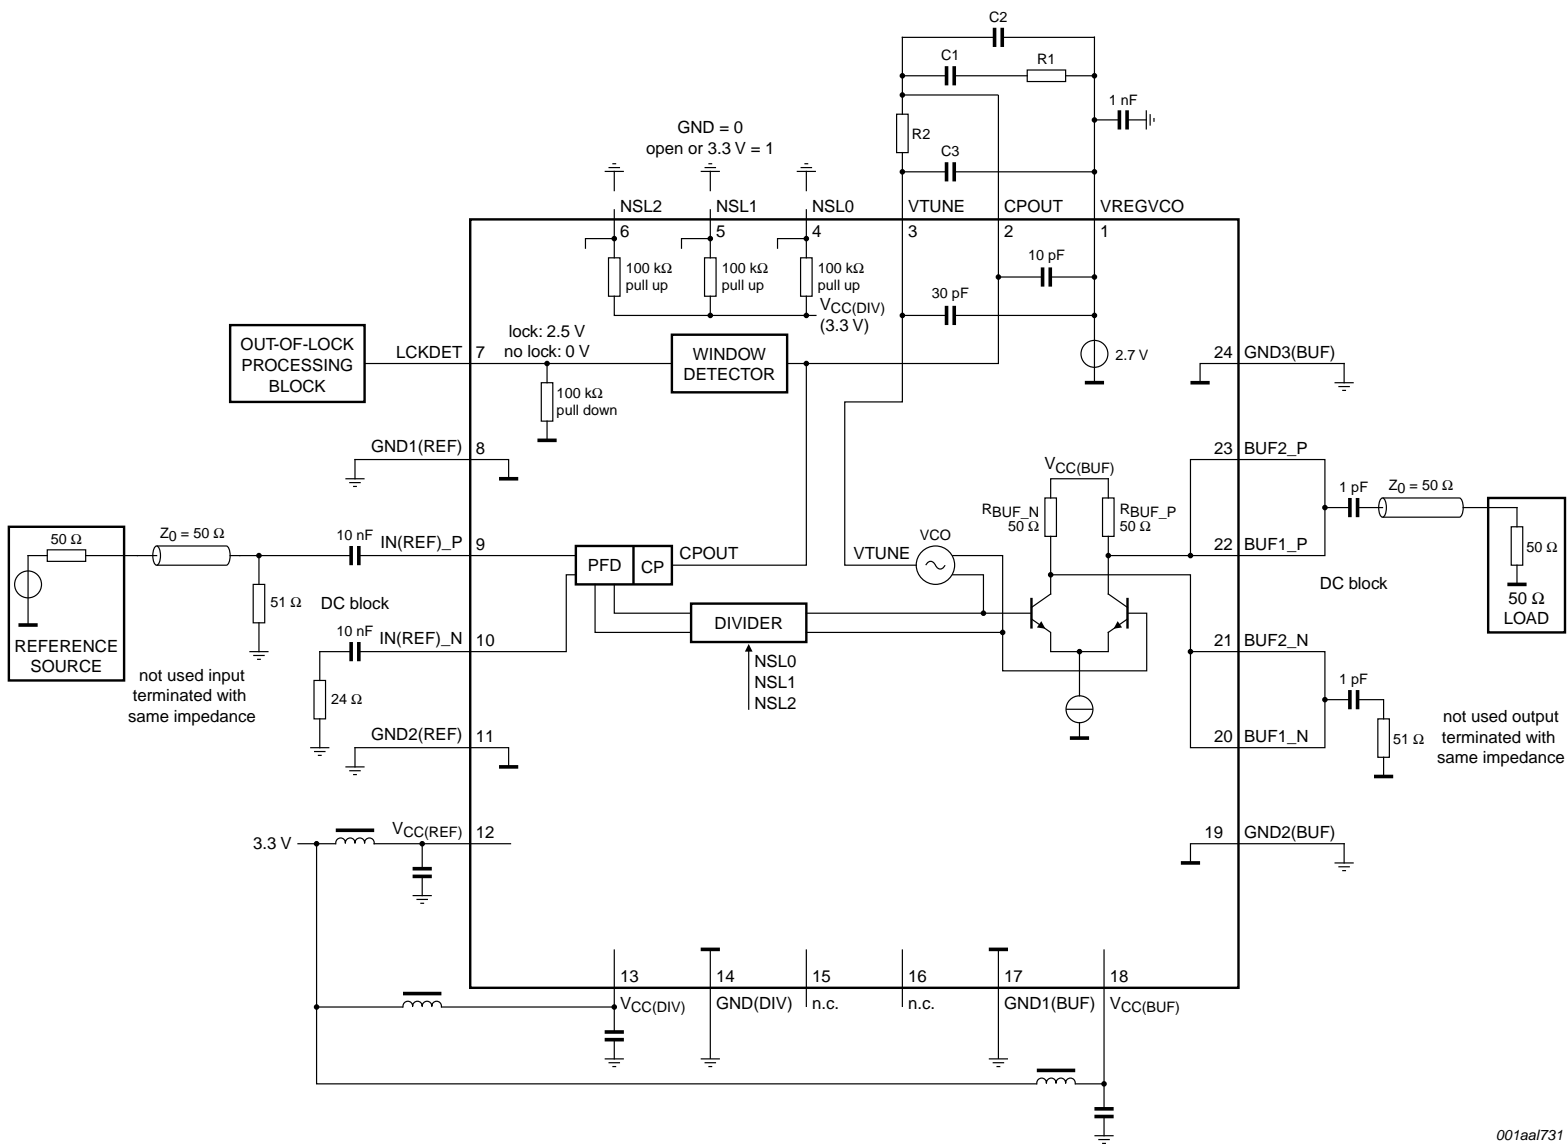 C2
C1
R1
1 nF
GND = 0
open or 3.3 V = 1
R2
C3
NSL2
NSL1
NSL0
VTUNE
CPOUT
VREGVCO
6
5
4
3
2
1
100 kΩ
pull up
100 kΩ
pull up
100 kΩ
pull up
10 pF
30 pF
VCC(DIV)
(3.3 V)
OUT-OF-LOCK
PROCESSING
BLOCK
LCKDET
7
lock: 2.5 V
no lock: 0 V
WINDOW
DETECTOR
2.7 V
24
GND3(BUF)
100 kΩ
pull down
GND1(REF)
8
23
BUF2_P
VCC(BUF)
RBUF_N
50 Ω
RBUF_P
50 Ω
1 pF
Z0 = 50 Ω
50 Ω
Z0 = 50 Ω
10 nF
IN(REF)_P
9
PFD
CP
CPOUT
VTUNE
VCO
22
BUF1_P
50 Ω
51 Ω
DC block
DC block
50 Ω
LOAD
REFERENCE
SOURCE
10 nF
IN(REF)_N
10
DIVIDER
21
BUF2_N
NSL0
NSL1
NSL2
not used input
terminated with
same impedance
24 Ω
1 pF
GND2(REF)
11
20
BUF1_N
51 Ω
not used output
terminated with
same impedance
3.3 V
VCC(REF)
12
19
GND2(BUF)
13
14
15
16
17
18
VCC(DIV)
GND(DIV)
n.c.
n.c.
GND1(BUF)
VCC(BUF)
001aal731